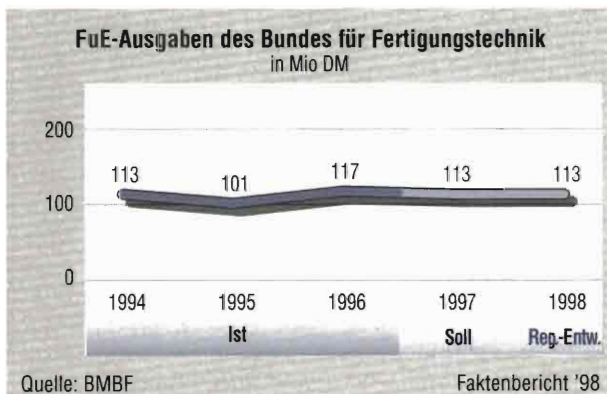 FuE-Ausgaben des Bundes für Fertigungstechnik
in Mio DM
200
113 101 117 113 113
100
0
1994 1995 1996 1997 1998
Ist Soll Reg.-Entw.
Quelle: BMBF Faktenbericht '98